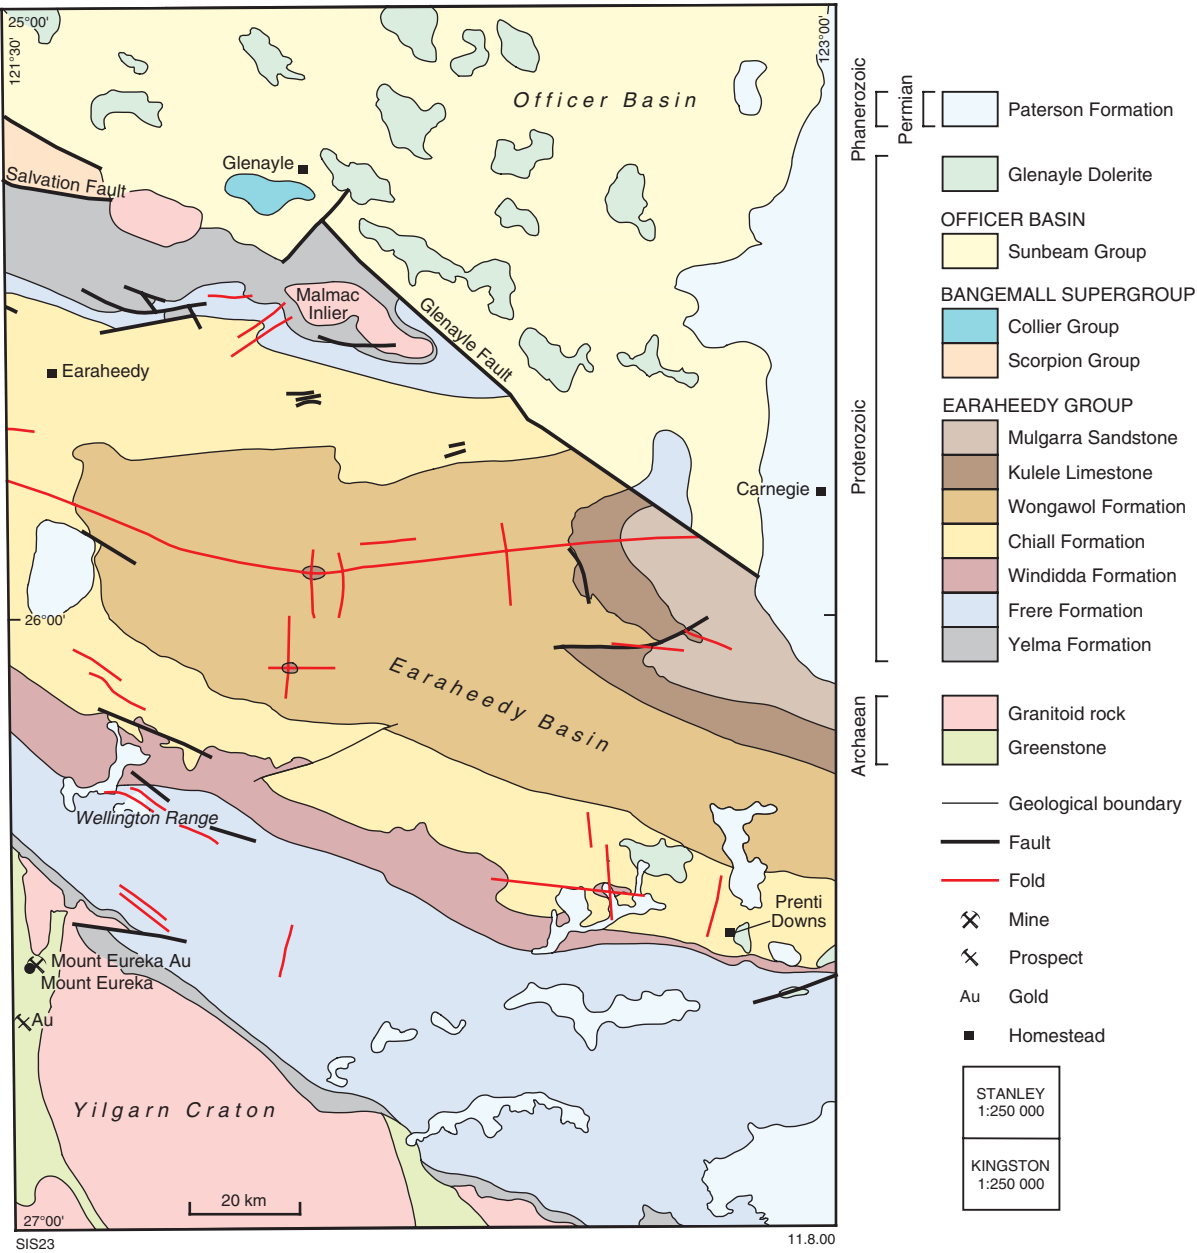 25°00'
121°30'
123°00'
Officer Basin
Glenayle
Salvation Fault
Malmac
Inlier
Glenayle Fault
Earaheedy
Carnegie
26°00'
Earaheedy Basin
Wellington Range
Prenti
Downs
Mount Eureka Au
Mount Eureka
Au
Yilgarn Craton
20 km
27°00'
SIS23
11.8.00
Phanerozoic
Permian
Paterson Formation
Proterozoic
Glenayle Dolerite
OFFICER BASIN
Sunbeam Group
BANGEMALL SUPERGROUP
Collier Group
Scorpion Group
EARAHEEDY GROUP
Mulgarra Sandstone
Kulele Limestone
Wongawol Formation
Chiall Formation
Windidda Formation
Frere Formation
Yelma Formation
Archaean
Granitoid rock
Greenstone
Geological boundary
Fault
Fold
Mine
Prospect
Au Gold
Homestead
STANLEY
1:250 000
KINGSTON
1:250 000